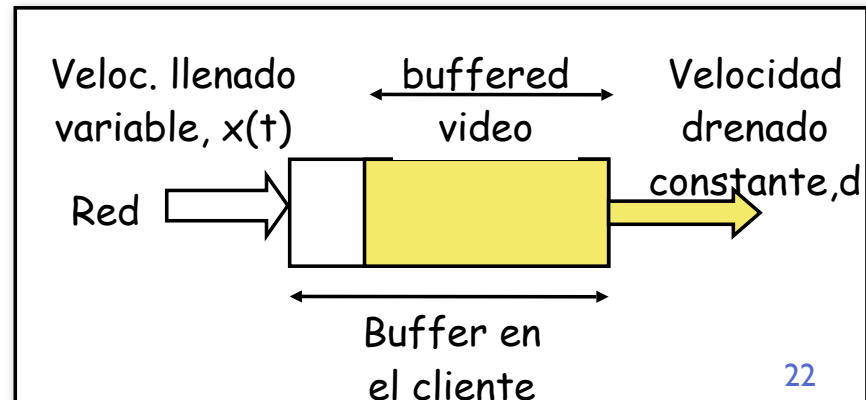 Veloc. llenado
variable, x(t)
buffered
video
Velocidad
drenado
constante,d
Red
Buffer en
el cliente
22